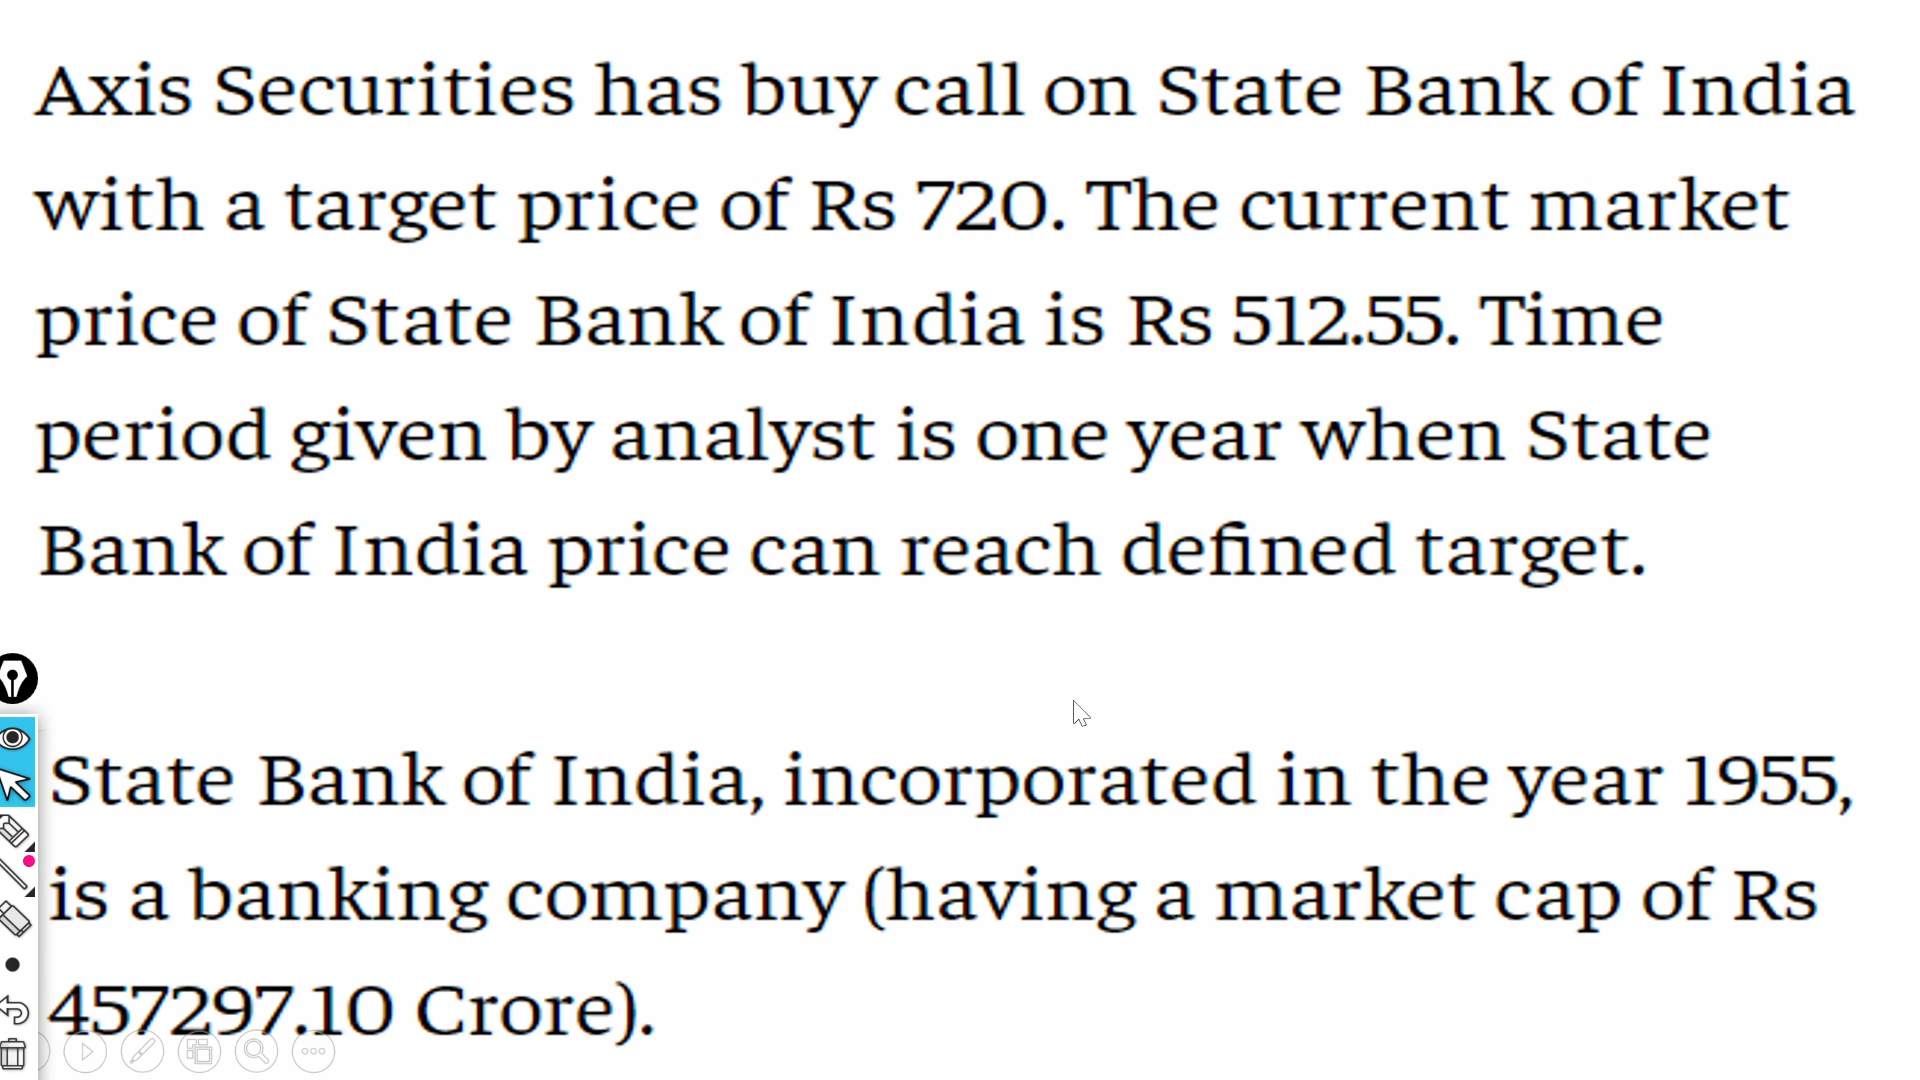 Axis Securities has buy call on State Bank of India
with a target price of Rs 720. The current market
price of State Bank of India is Rs 512.55. Time
period given by analyst is one year when State
Bank of India price can reach defined target.
State Bank of India, incorporated in the year 1955,
is a banking company (having a market cap of Rs
457297.10 Crore).